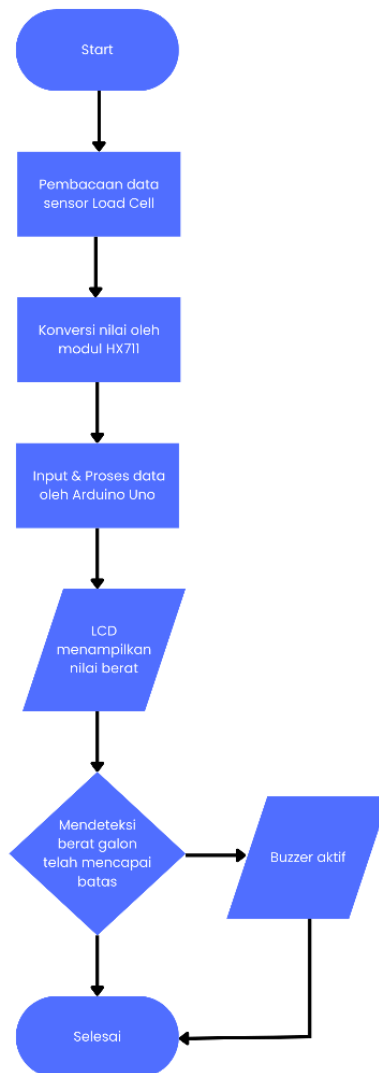 Start
Pembacaan data
sensor Load Cell
Konversi nilai oleh
modul HX711
Input & Proses data
oleh Arduino Uno
LCD
menampilkan
nilai berat
Mendeteksi
berat galon
telah mencapai
batas
Buzzer aktif
Selesai